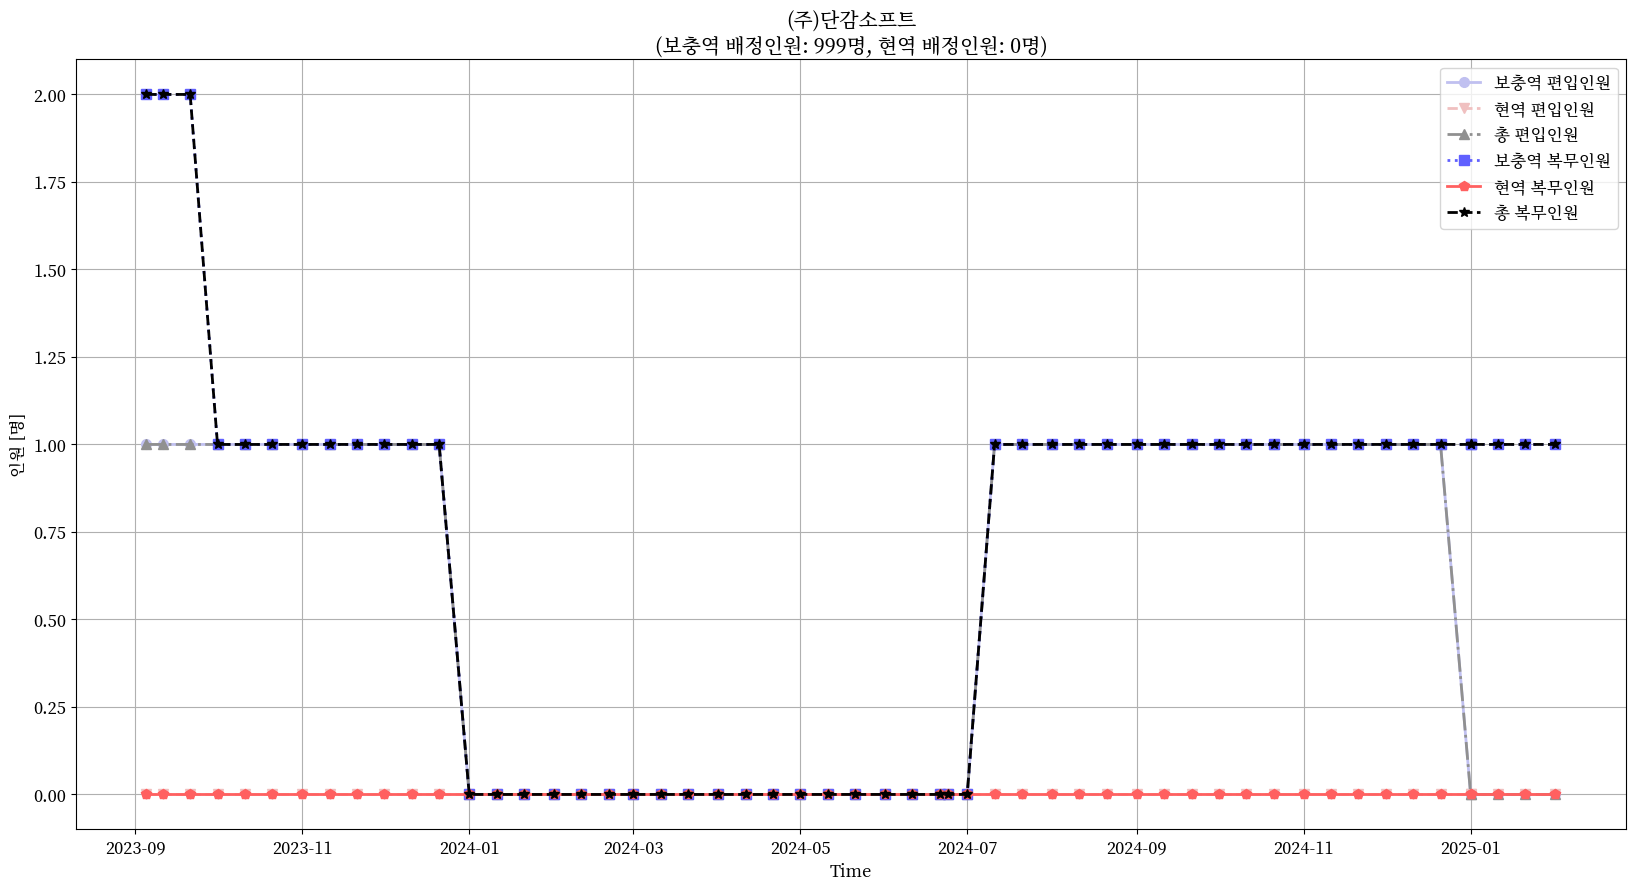 (주)단감소프트
(보충역 배정인원: 999명, 현역 배정인원: 0명)
보충역 편입인원
현역 편입인원
총 편입인원
보충역 복무인원
현역 복무인원
총 복무인원
인원 [명]
2.00
1.75
1.50
1.25
1.00
0.75
0.50
0.25
0.00
2023-09
2023-11
2024-01
2024-03
2024-05
2024-07
2024-09
2024-11
2025-01
Time